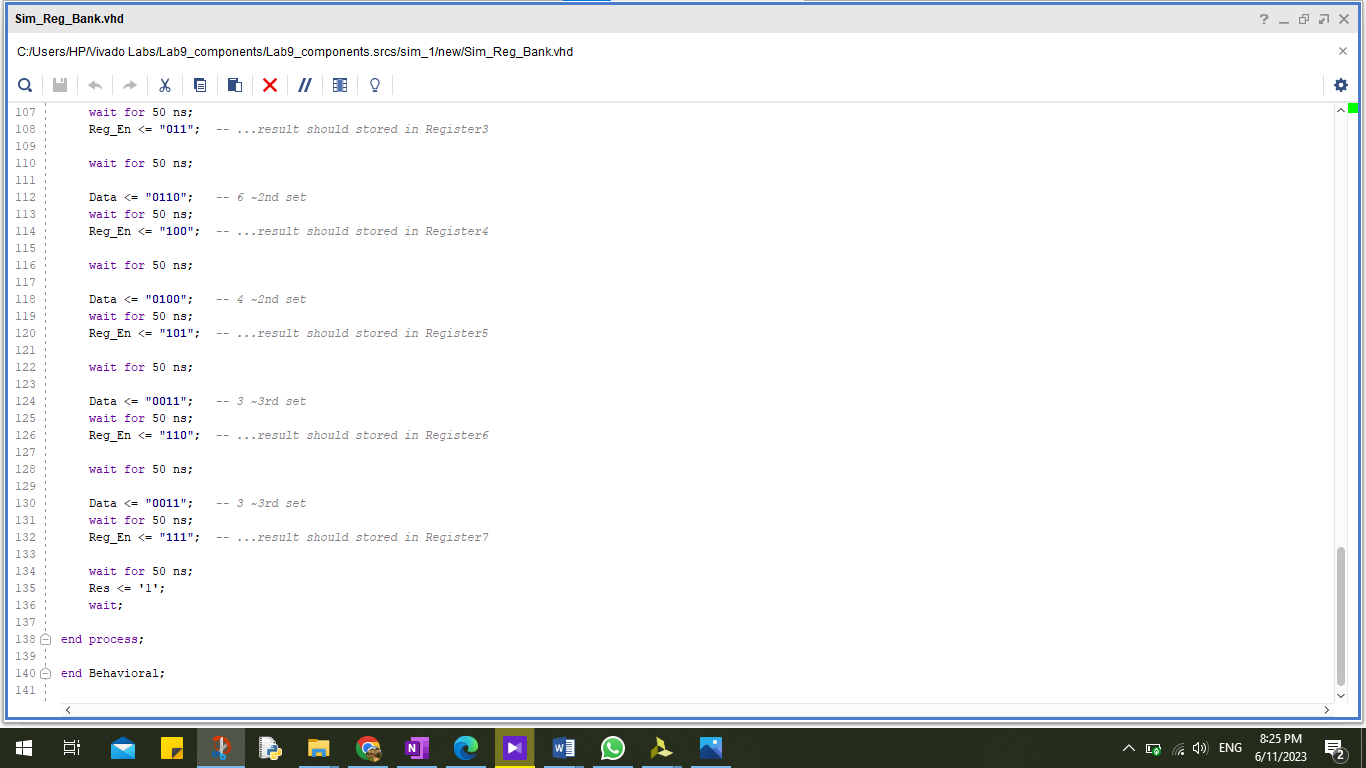 Sim_Reg_Bank.vhd
C:/Users/HP/Vivado Labs/Lab9_components/Lab9_components.srcs/sim_1/new/Sim_Reg_Bank.vhd
107 wait for 50 ns;
108 Reg_En <= "011"; -- ...result should stored in Register3
109
110 wait for 50 ns;
111
112 Data <= "0110"; -- 6 ~2nd set
113 wait for 50 ns;
114 Reg_En <= "100"; -- ...result should stored in Register4
115
116 wait for 50 ns;
117
118 Data <= "0100"; -- 4 ~2nd set
119 wait for 50 ns;
120 Reg_En <= "101"; -- ...result should stored in Register5
121
122 wait for 50 ns;
123
124 Data <= "0011"; -- 3 ~3rd set
125 wait for 50 ns;
126 Reg_En <= "110"; -- ...result should stored in Register6
127
128 wait for 50 ns;
129
130 Data <= "0011"; -- 3 ~3rd set
131 wait for 50 ns;
132 Reg_En <= "111"; -- ...result should stored in Register7
133
134 wait for 50 ns;
135 Res <= '1';
136 wait;
137
138 end process;
139
140 end Behavioral;
141
ENG
8:25 PM
6/11/2023
2